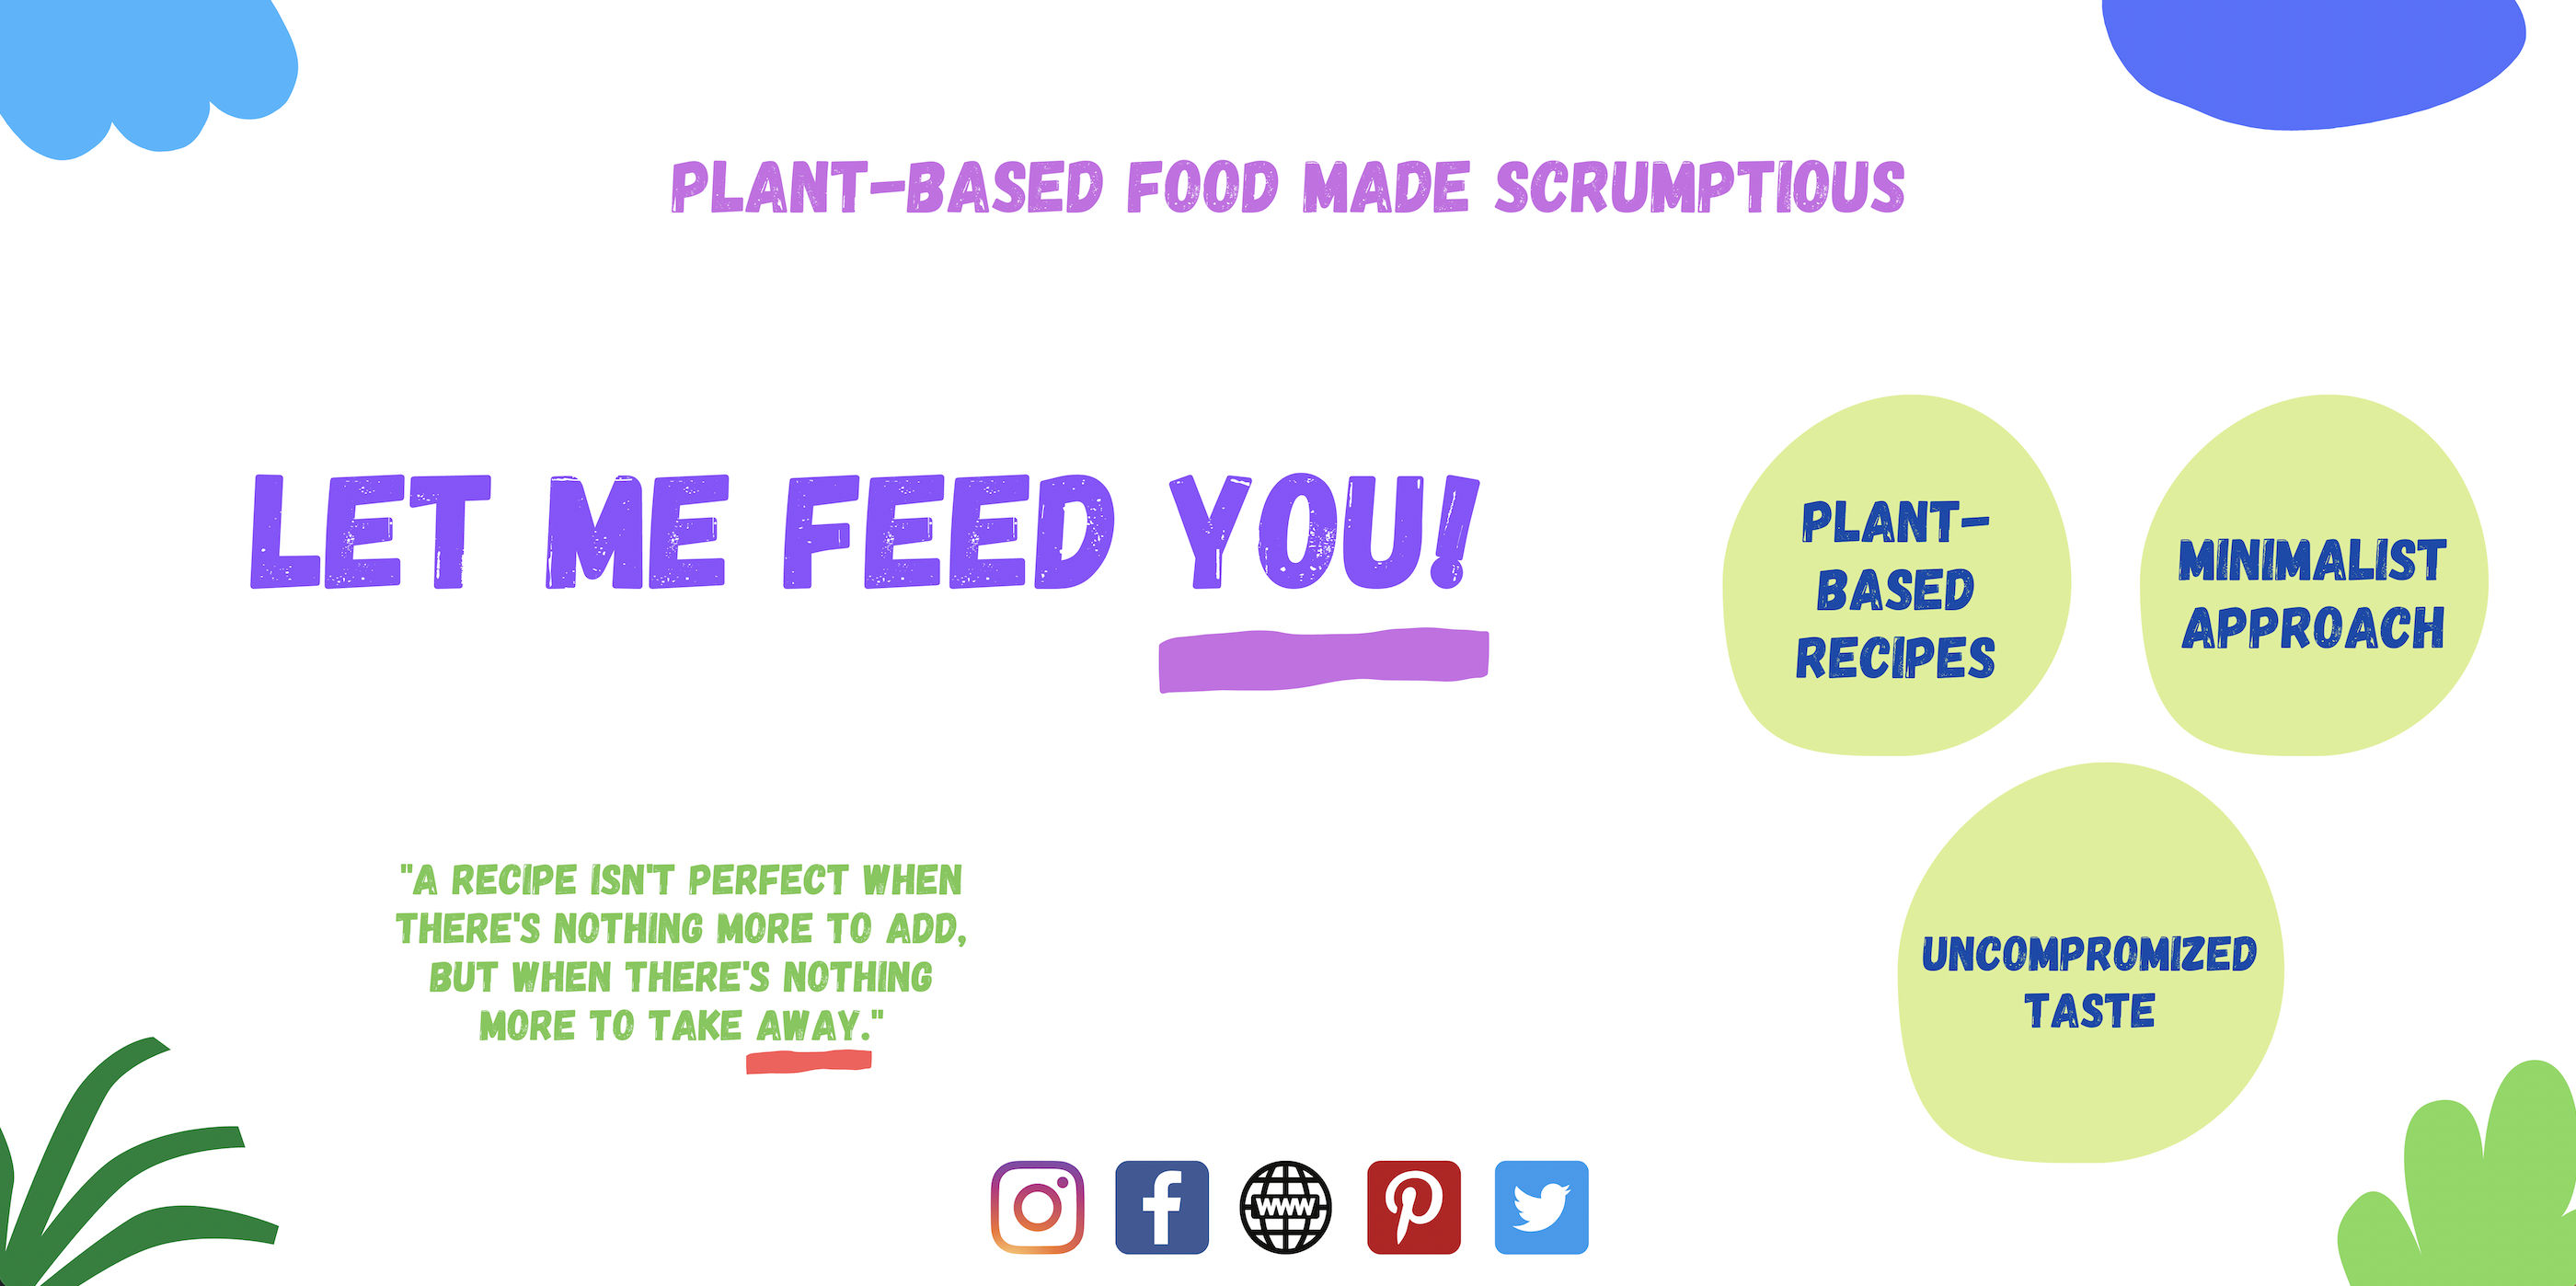 PLANT-BASED FOOD MADE SCRUMPTIOUS
LET ME FEED YOU!
PLANT-
BASED
RECIPES
MINIMALIST
APPROACH
UNCOMPROMIZED
TASTE
"A RECIPE ISN'T PERFECT WHEN
THERE'S NOTHING MORE TO ADD,
BUT WHEN THERE'S NOTHING
MORE TO TAKE AWAY."
WWW